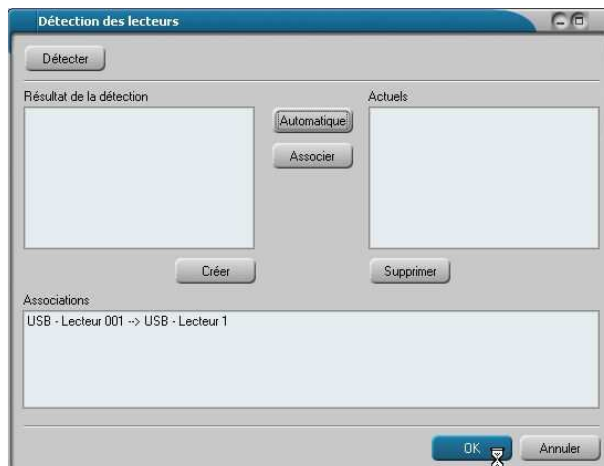 Détection des lecteurs
Détecter
Résultat de la détection
Actuels
Automatique
Associer
Créer
Supprimer
Associations
USB - Lecteur 001 --> USB - Lecteur 1
OK
Annuler